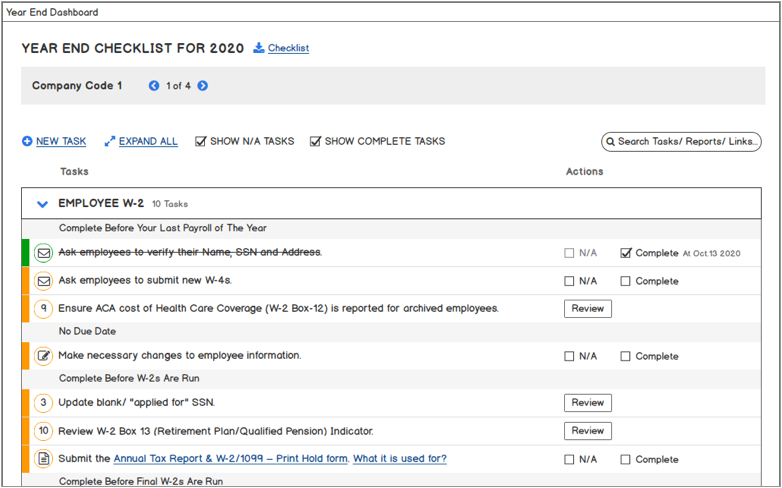 Year End Dashboard
YEAR END CHECKLIST FOR 2020 Checklist
Company Code 1 1 of 4
NEW TASK EXPAND ALL SHOW N/A TASKS SHOW COMPLETE TASKS Search Tasks/ Reports/ Links...
Tasks Actions
EMPLOYEE W-2 10 Tasks
Complete Before Your Last Payroll of The Year
Ask employees to verify their Name, SSN and Address. N/A Complete At Oct.13 2020
Ask employees to submit new W-4s. N/A Complete
9 Ensure ACA cost of Health Care Coverage (W-2 Box-12) is reported for archived employees. Review
No Due Date
Make necessary changes to employee information. N/A Complete
Complete Before W-2s Are Run
3 Update blank/ "applied for" SSN. Review
10 Review W-2 Box 13 (Retirement Plan/Qualified Pension) Indicator. Review
Submit the Annual Tax Report & W-2/1099 – Print Hold form. What it is used for? N/A Complete
Complete Before Final W-2s Are Run